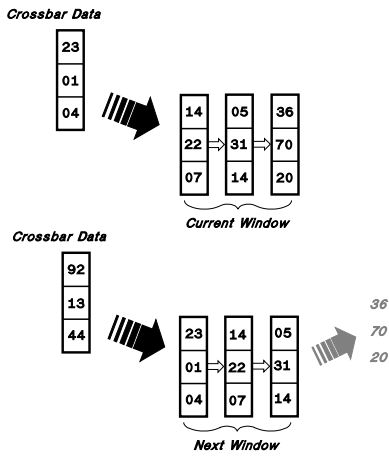 Crossbar Data
23
01
04
14 05 36
22 31 70
07 14 20
Current Window
Crossbar Data
92
13
44
23 14 05
01 22 31
04 07 14
36
70
20
Next Window